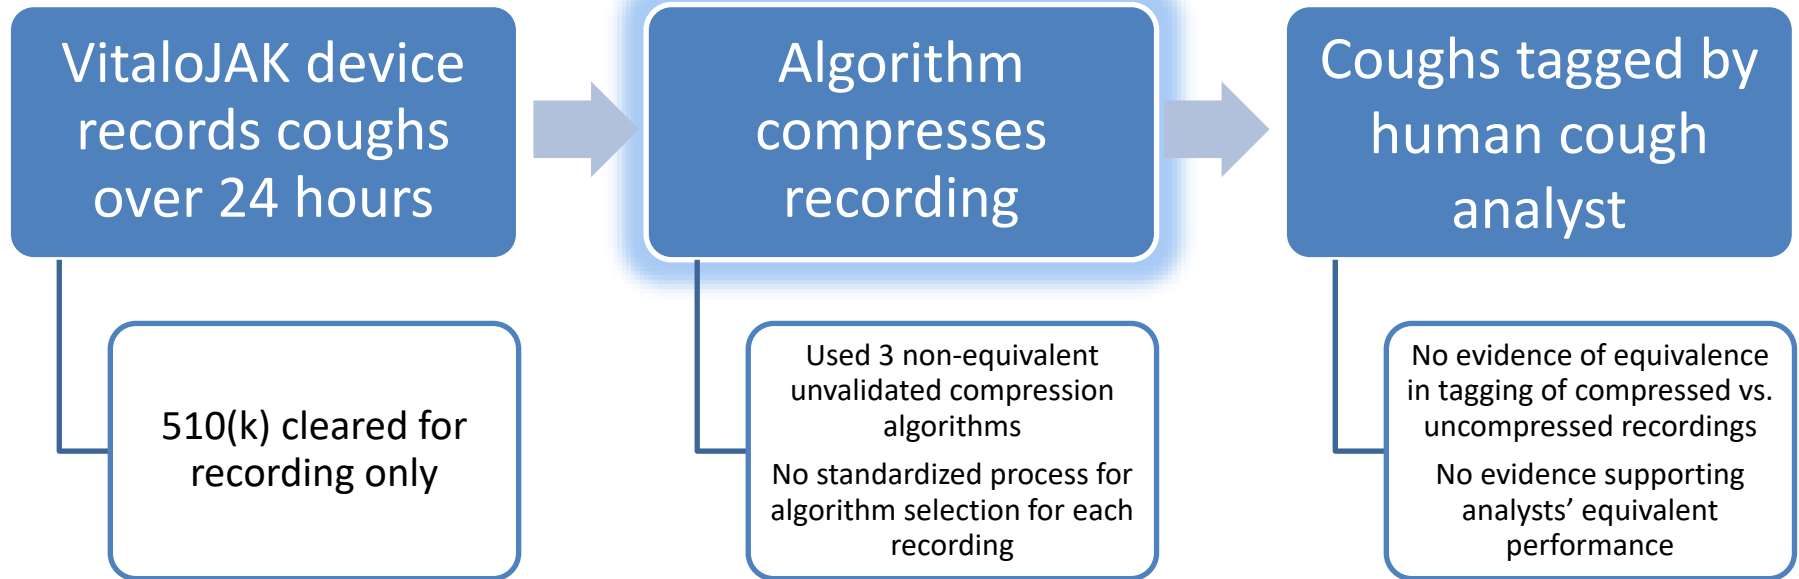 VitaloJAK device
records coughs
over 24 hours
Algorithm
compresses
recording
Coughs tagged by
human cough
analyst
510(k) cleared for
recording only
Used 3 non-equivalent
unvalidated compression
algorithms
No standardized process for
algorithm selection for each
recording
No evidence of equivalence
in tagging of compressed vs.
uncompressed recordings
No evidence supporting
analysts’ equivalent
performance